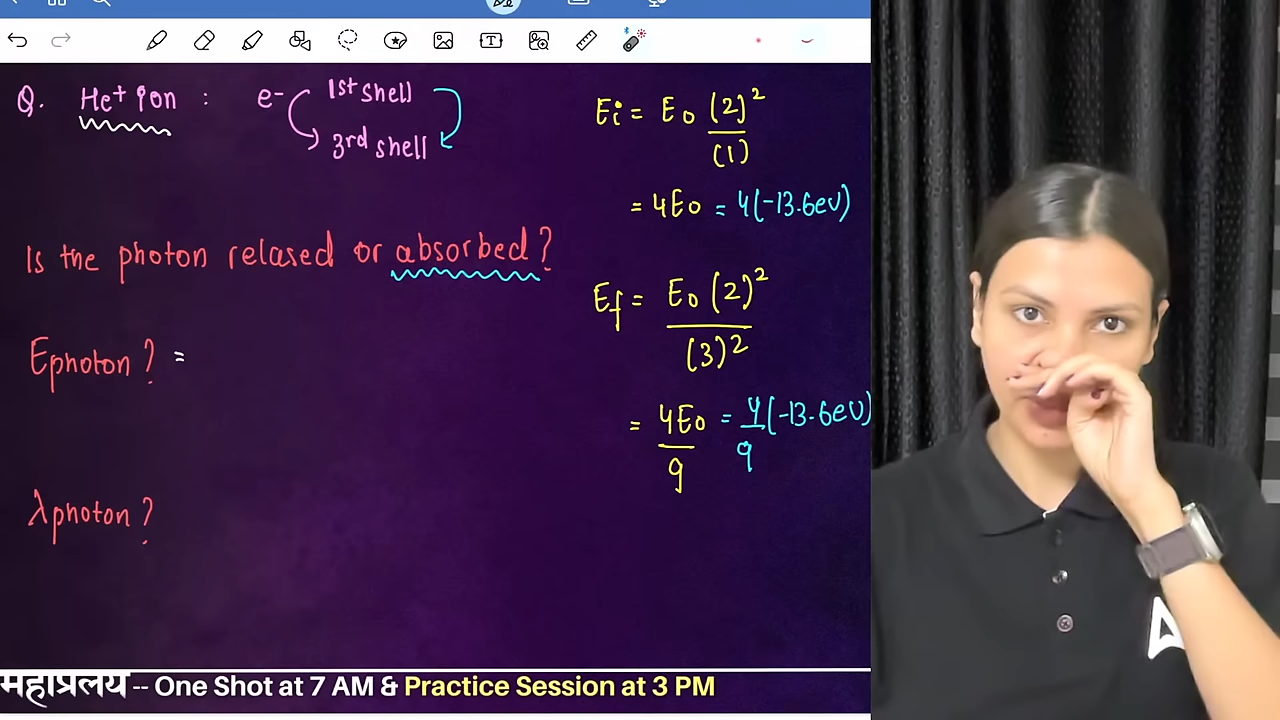 Q. He+ ion : e- 1st shell
3rd shell
Is the photon relased or absorbed?
Ephoton? =
λphoton?
Ei = E0 (2)²
(1)
= 4E0 = 4(-13.6eV)
Ef = E0 (2)²
(3)²
= 4E0 = 4 (-13.6eV)
9 9
महाप्रलय -- One Shot at 7 AM & Practice Session at 3 PM